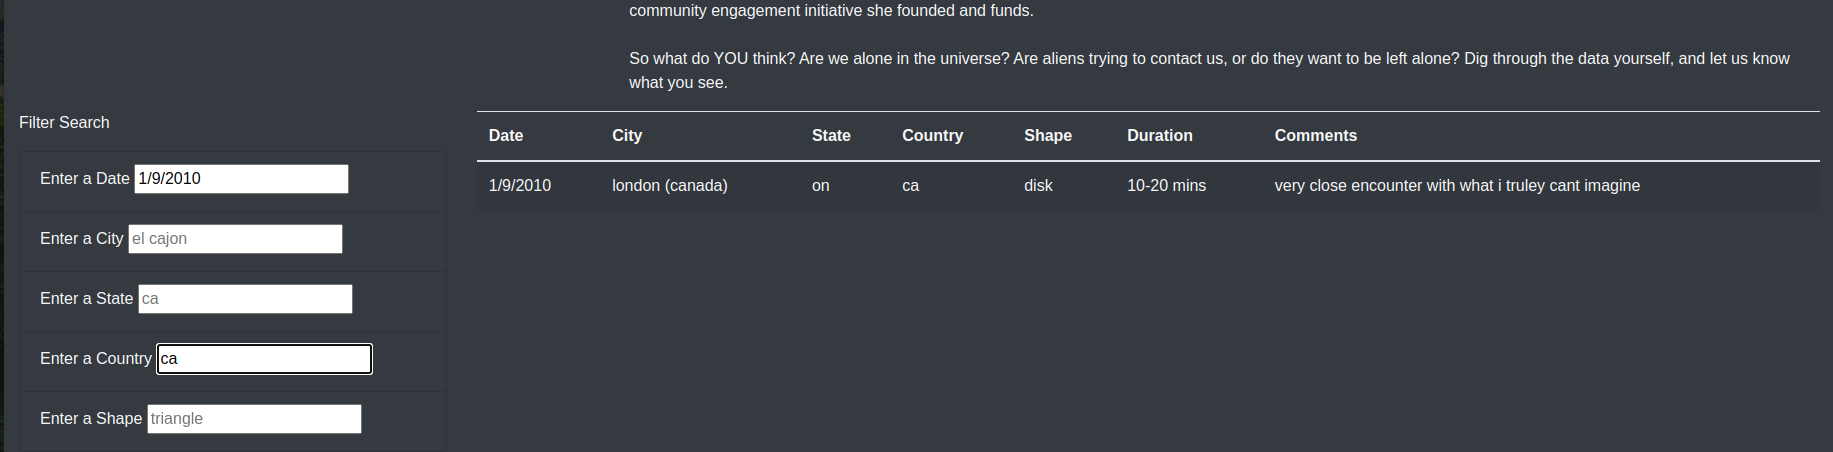 community engagement initiative she founded and funds.
So what do YOU think? Are we alone in the universe? Are aliens trying to contact us, or do they want to be left alone? Dig through the data yourself, and let us know
what you see.
Filter Search
Enter a Date 1/9/2010
Enter a City el cajon
Enter a State ca
Enter a Country ca
Enter a Shape triangle
Date City State Country Shape Duration Comments
1/9/2010 london (canada) on ca disk 10-20 mins very close encounter with what i truley cant imagine